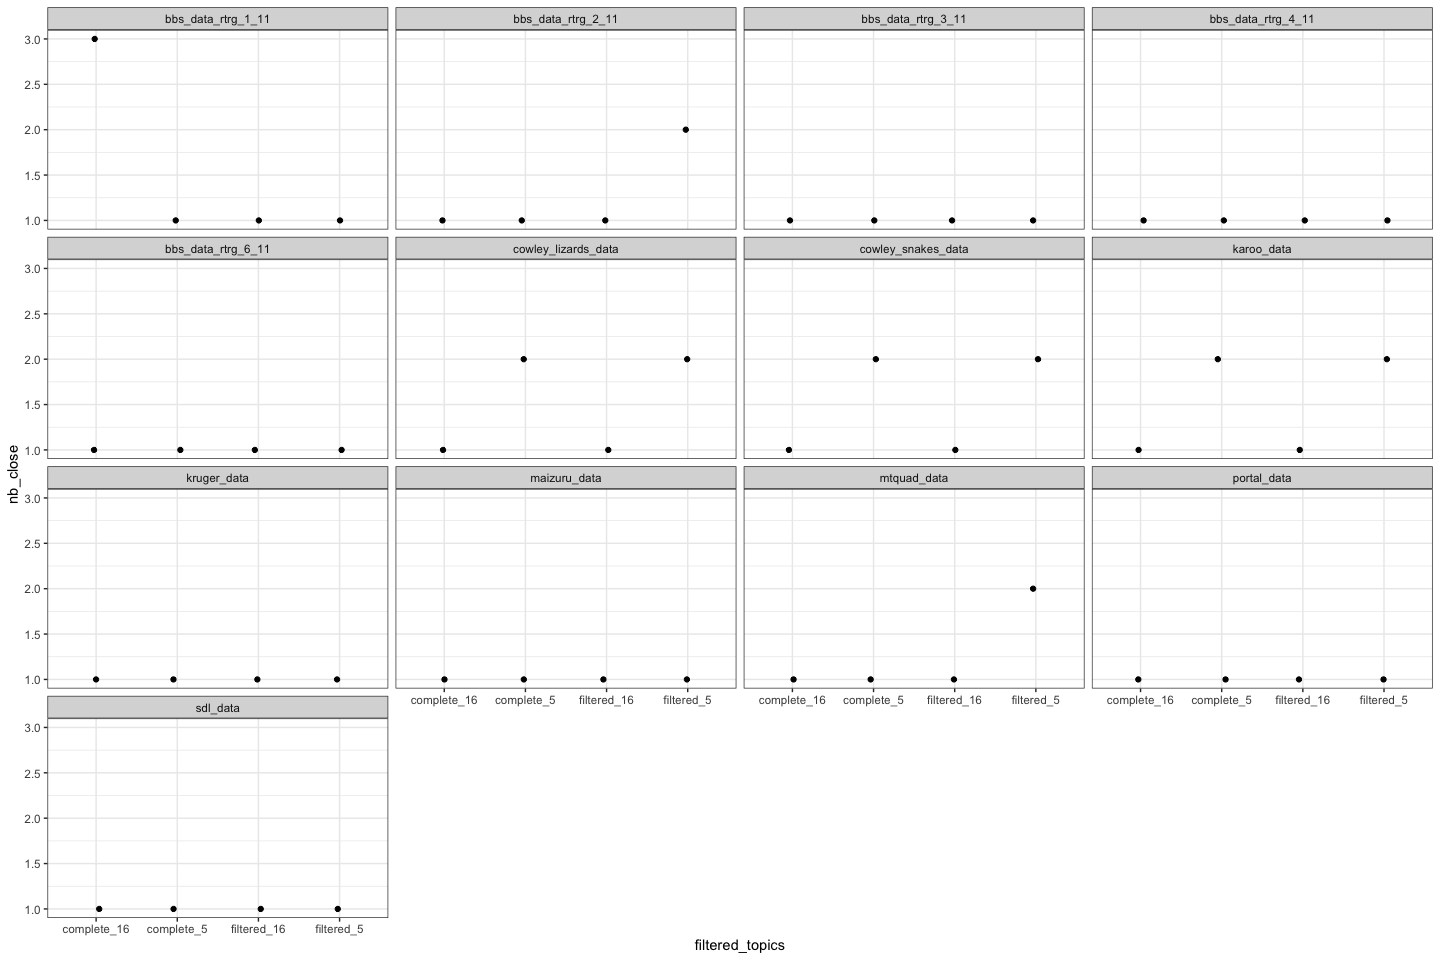 bbs_data_rtrg_1_11 bbs_data_rtrg_2_11 bbs_data_rtrg_3_11 bbs_data_rtrg_4_11
3.0
2.5
2.0
1.5
1.0
bbs_data_rtrg_6_11 cowley_lizards_data cowley_snakes_data karoo_data
3.0
2.5
2.0
1.5
1.0
nb_close
kruger_data maizuru_data mtquad_data portal_data
3.0
2.5
2.0
1.5
1.0
complete_16 complete_5 filtered_16 filtered_5 complete_16 complete_5 filtered_16 filtered_5 complete_16 complete_5 filtered_16 filtered_5
sdl_data
3.0
2.5
2.0
1.5
1.0
complete_16 complete_5 filtered_16 filtered_5
filtered_topics